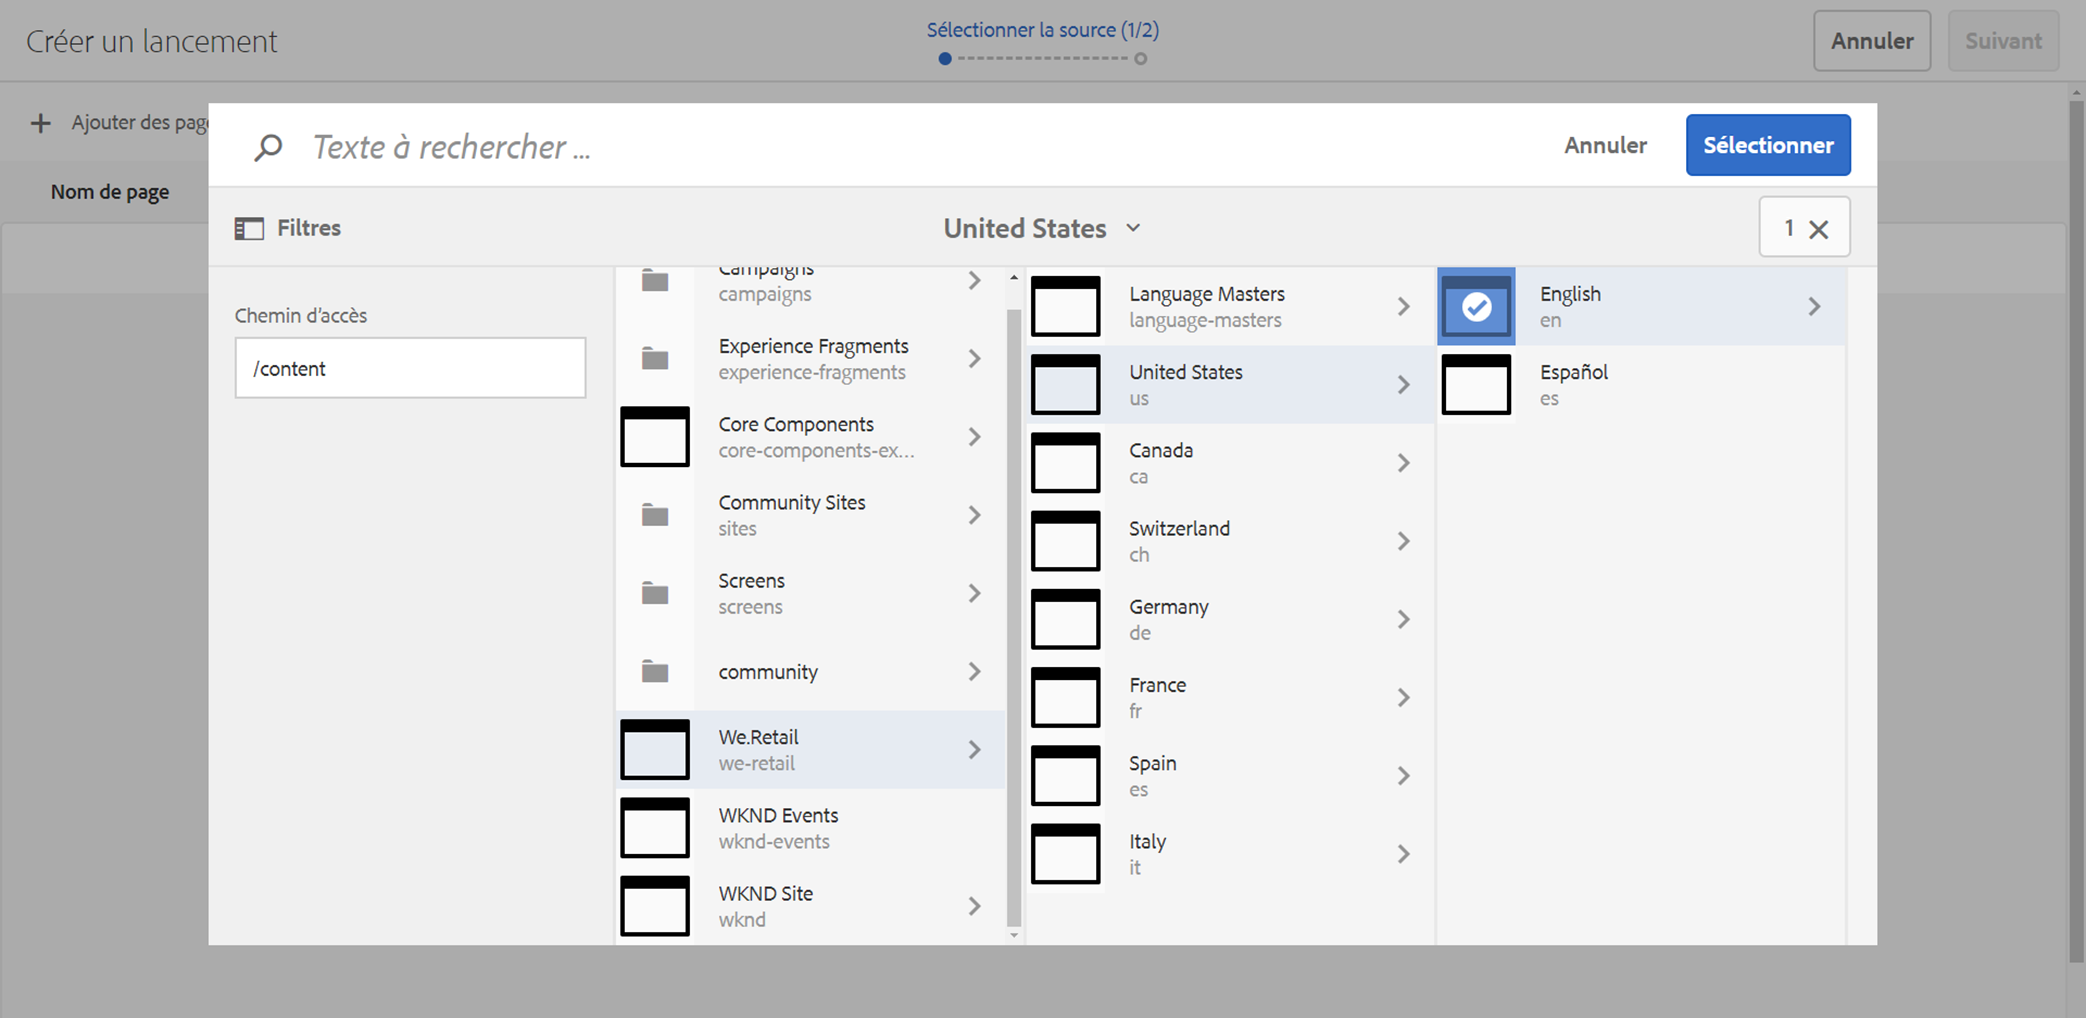 Créer un lancement
Sélectionner la source (1/2)
Annuler
Suivant
Ajouter des pag
Texte à rechercher ...
Annuler
Sélectionner
Nom de page
Filtres
United States
1
Chemin d'accès
/content
Campaigns
campaigns
Experience Fragments
experience-fragments
Core Components
core-components-ex...
Community Sites
sites
Screens
screens
community
We.Retail
we-retail
WKND Events
wknd-events
WKND Site
wknd
Language Masters
language-masters
United States
us
Canada
ca
Switzerland
ch
Germany
de
France
fr
Spain
es
Italy
it
English
en
Español
es